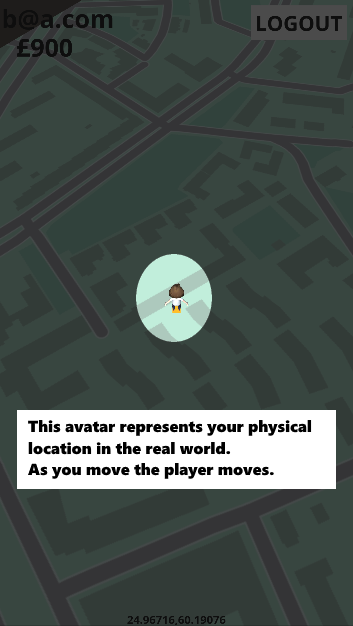 b@a.com
LOGOUT
£900
This avatar represents your physical
location in the real world.
As you move the player moves.
24.96716,60.19076